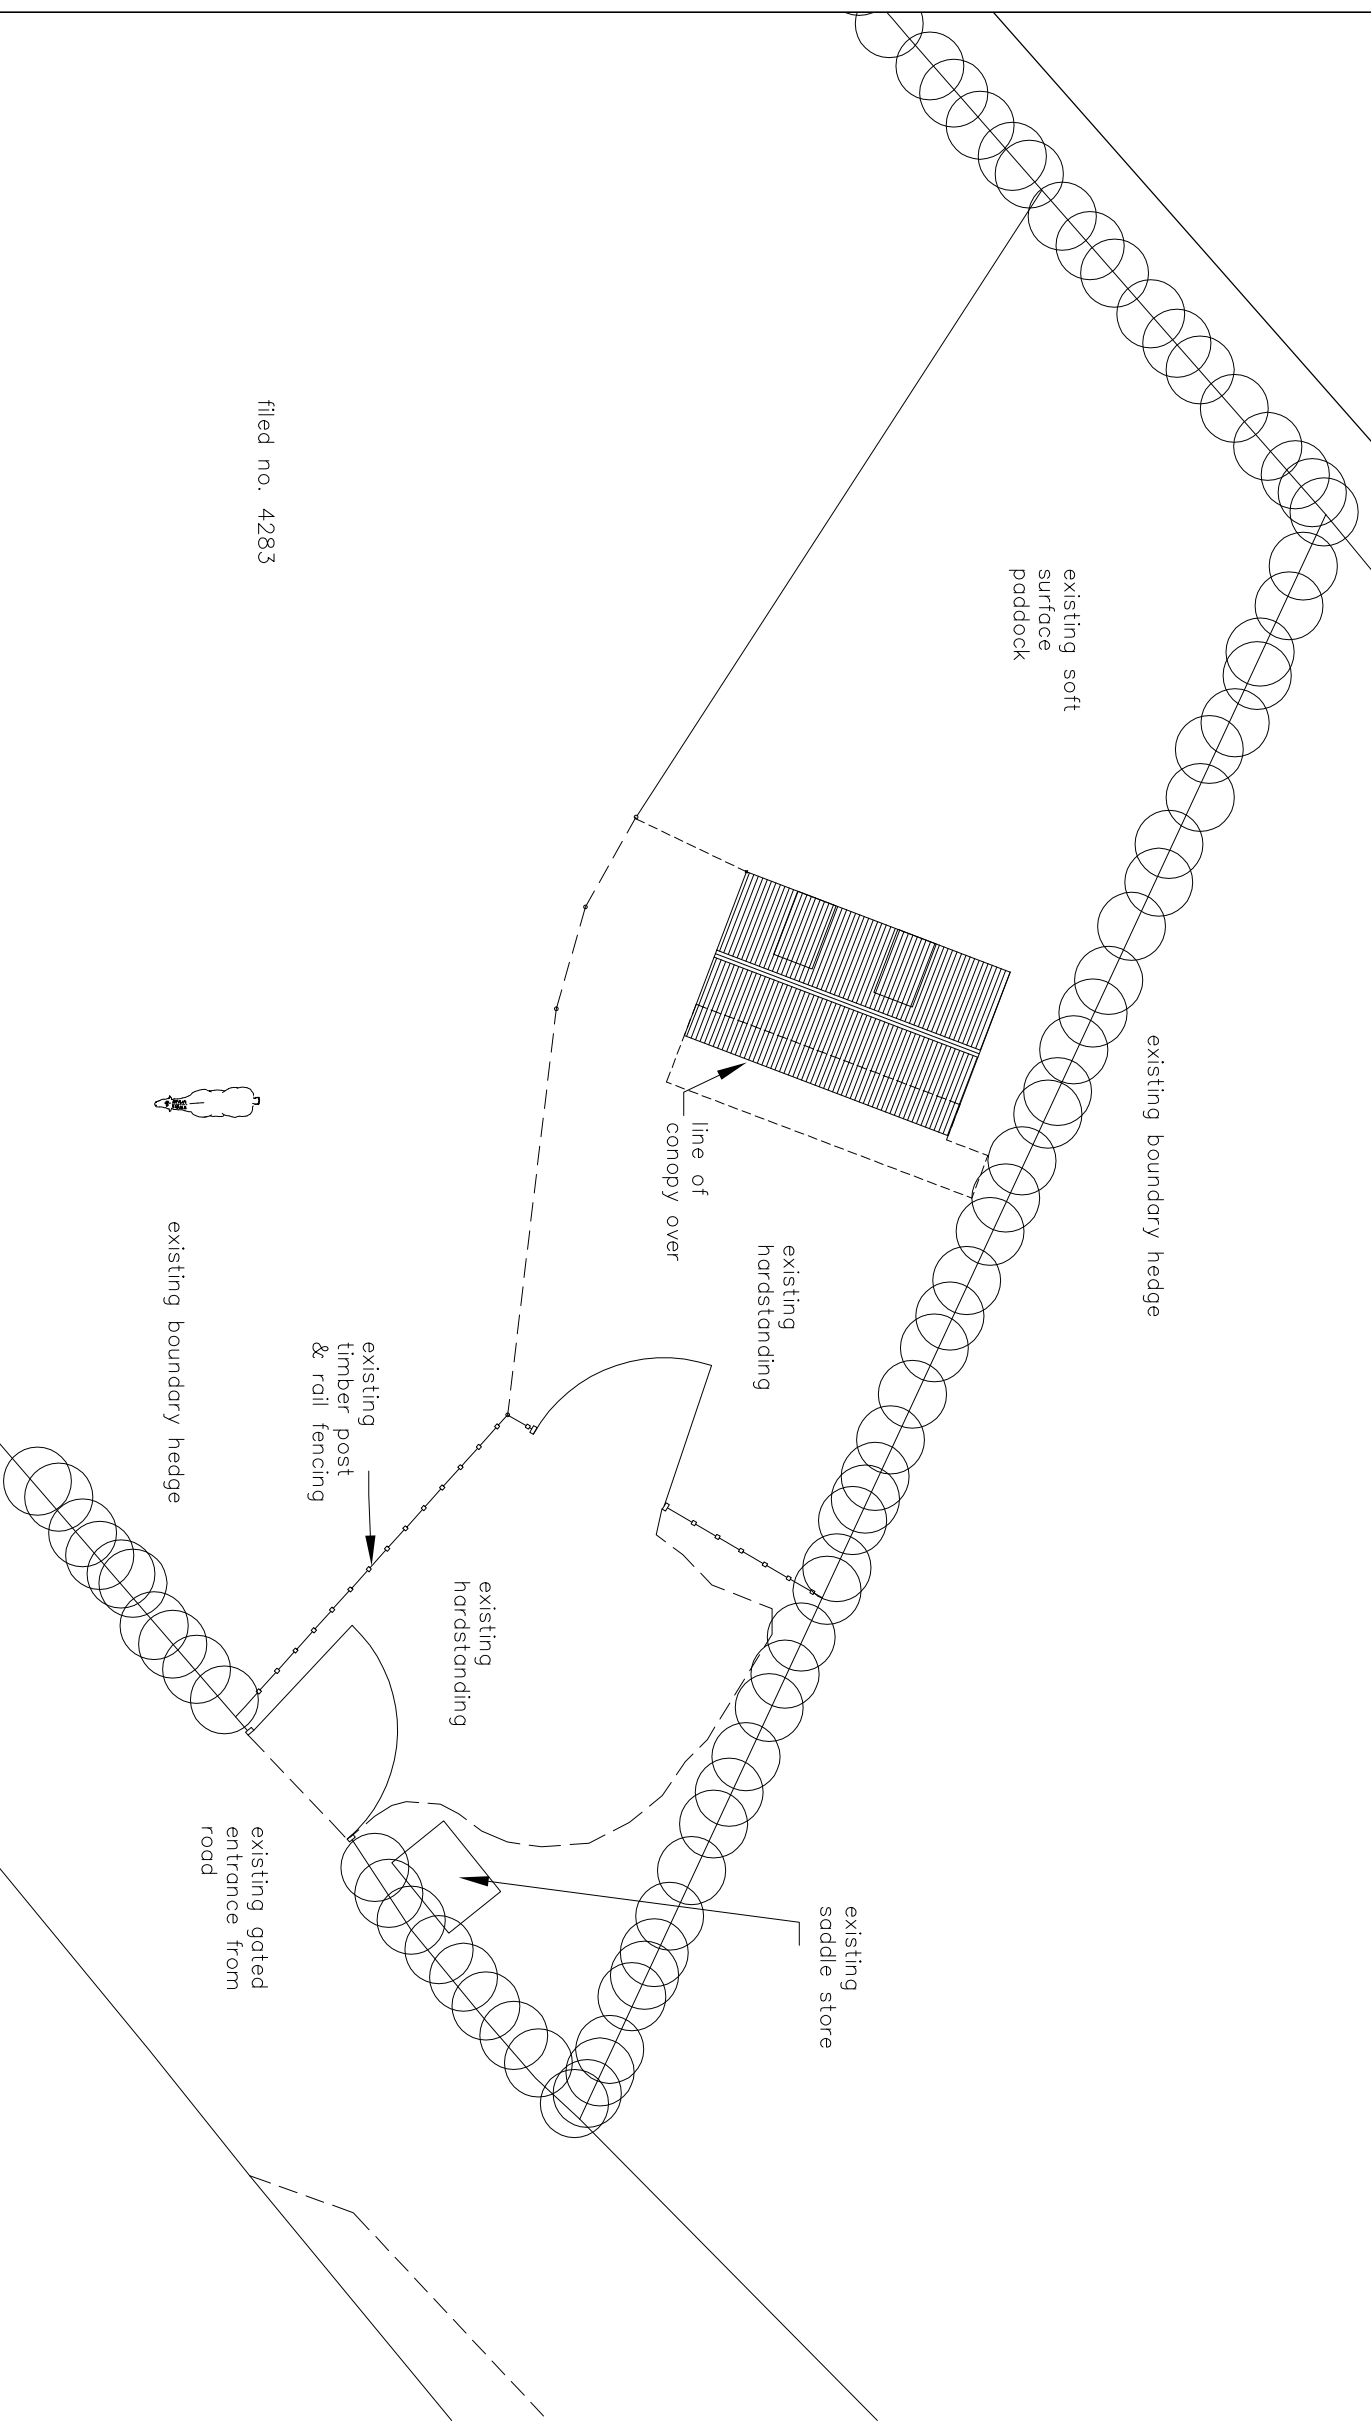 existing boundary hedge
existing soft
surface
paddock
existing
saddle store
existing
hardstanding
line of
conopy over
existing
hardstanding
existing
timber post
& rail fencing
filed no. 4283
existing gated
entrance from
road
existing boundary hedge